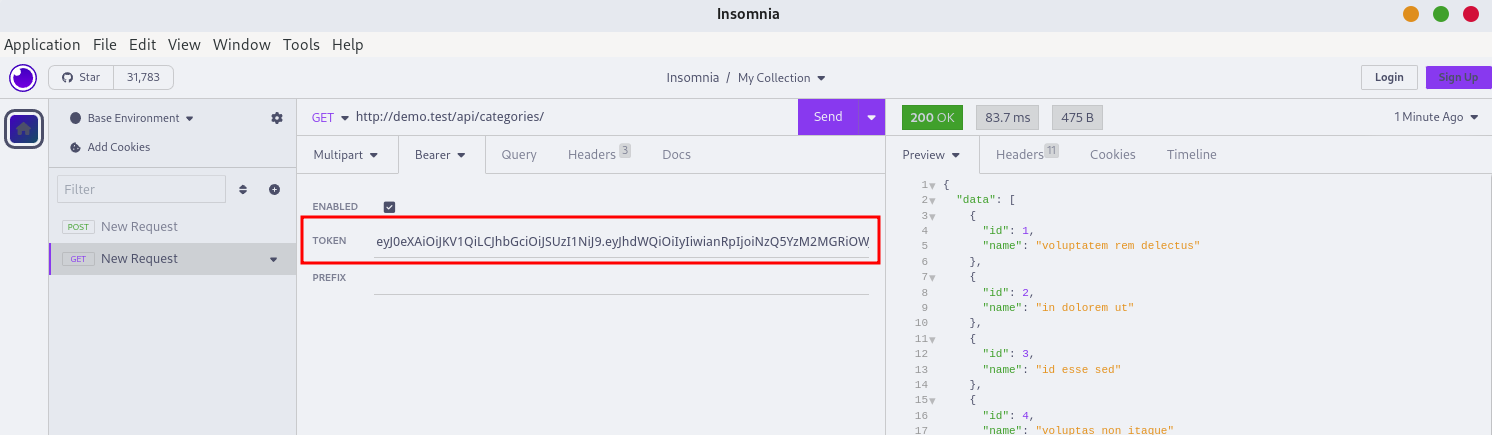 Insomnia
Application File Edit View Window Tools Help
Star 31,783
Insomnia / My Collection
Login Sign Up
Base Environment
Add Cookies
Filter
POST New Request
GET New Request
GET http://demo.test/api/categories/ Send
Multipart Bearer Query Headers 3 Docs
ENABLED
TOKEN eyJ0eXAiOiJKV1QiLCJhbGciOiJSUzI1NiJ9.eyJhdWQiOiIyIiwianRpIjoiNzQ5YzM2MGRiOW
PREFIX
200 OK 83.7 ms 475 B 1 Minute Ago
Preview Headers 11 Cookies Timeline
1 {
2 "data": [
3 {
4 "id": 1,
5 "name": "voluptatem rem delectus"
6 },
7 {
8 "id": 2,
9 "name": "in dolorem ut"
10 },
11 {
12 "id": 3,
13 "name": "id esse sed"
14 },
15 {
16 "id": 4,
17 "name": "voluptas non itaque"